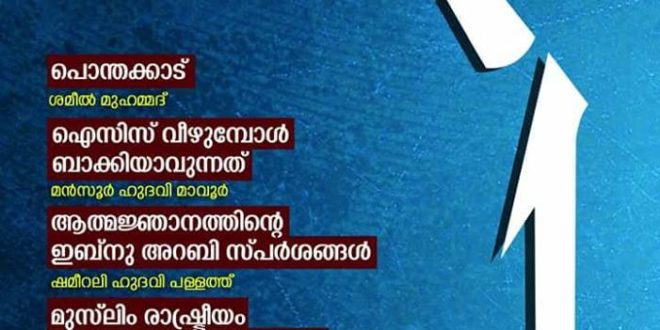 പൊന്തക്കാട്
ശമീൽ മുഹമ്മദ്
ഐസിസ് വീഴുമ്പോൾ
ബാക്കിയാവുന്നത്
മൻസൂർ ഹുദവി മാവൂർ
ആത്മജ്ഞാനത്തിന്റെ
ഇബ്നു അറബി സ്പർശങ്ങൾ
ഷമീറലി ഹുദവി പള്ളത്ത്
മുസ്‌ലിം രാഷ്ട്രീയം